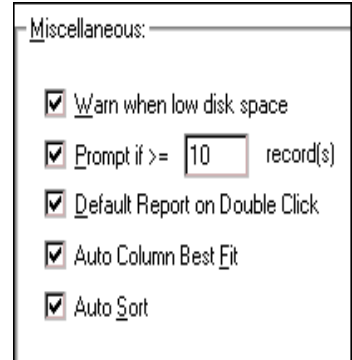 Miscellaneous:
Warn when low disk space
Prompt if >= 10 record(s)
Default Report on Double Click
Auto Column Best Fit
Auto Sort